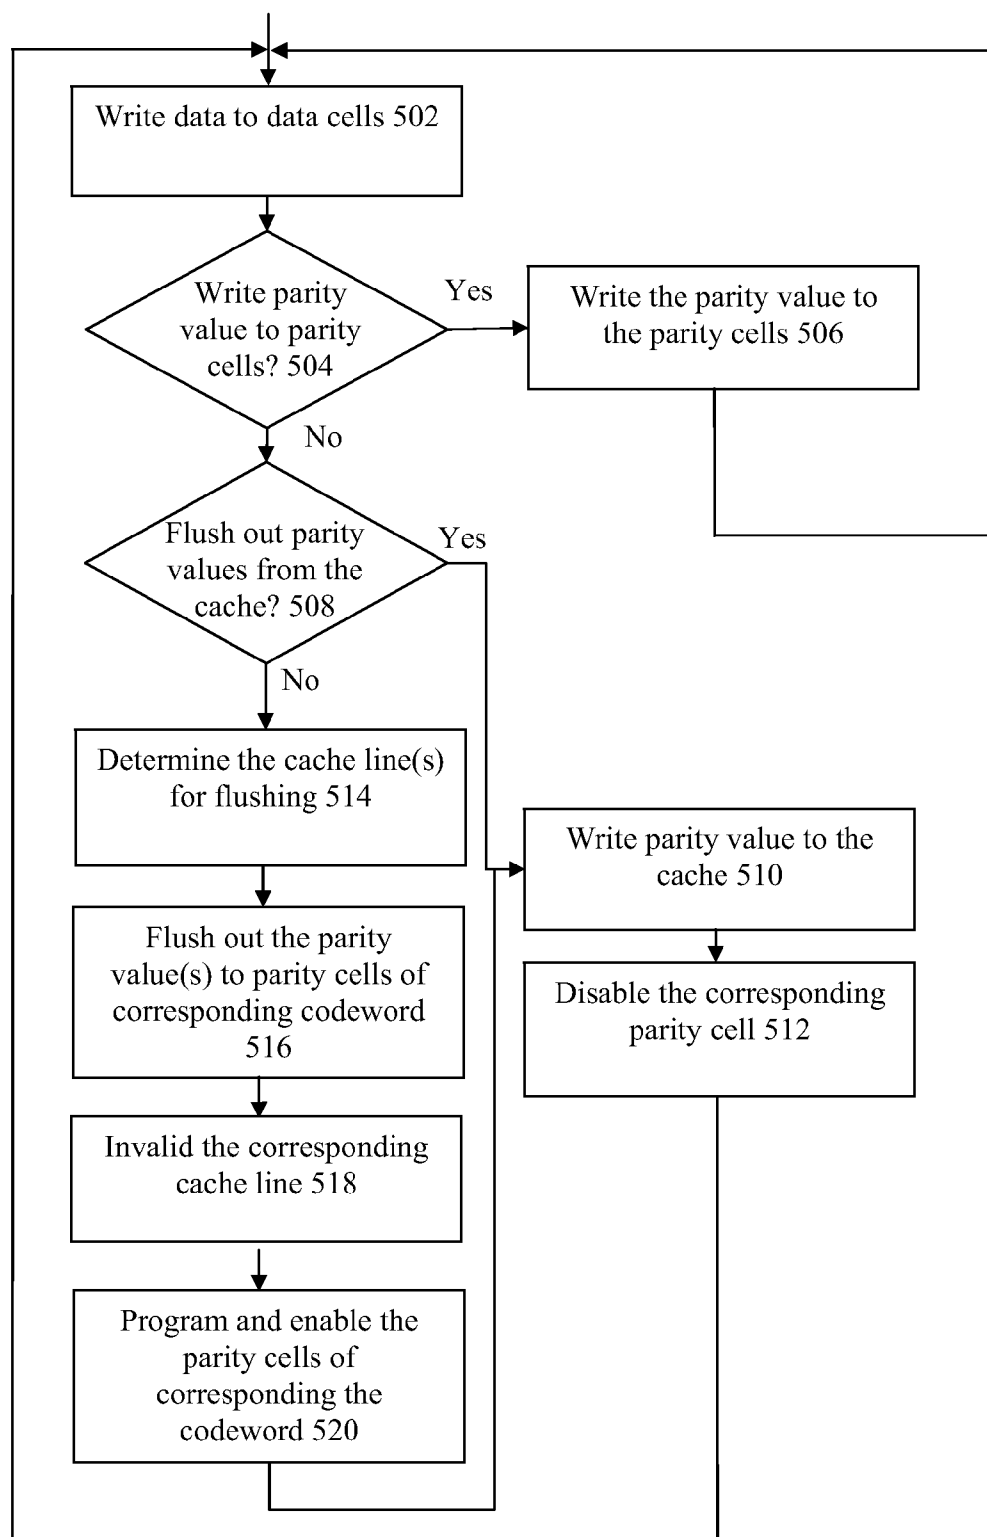 Write data to data cells 502
Write parity
value to parity
cells? 504
Yes
Write the parity value to
the parity cells 506
No
Flush out parity
values from the
cache? 508
Yes
No
Determine the cache line(s)
for flushing 514
Write parity value to the
cache 510
Flush out the parity
value(s) to parity cells of
corresponding codeword
516
Disable the corresponding
parity cell 512
Invalid the corresponding
cache line 518
Program and enable the
parity cells of
corresponding the
codeword 520